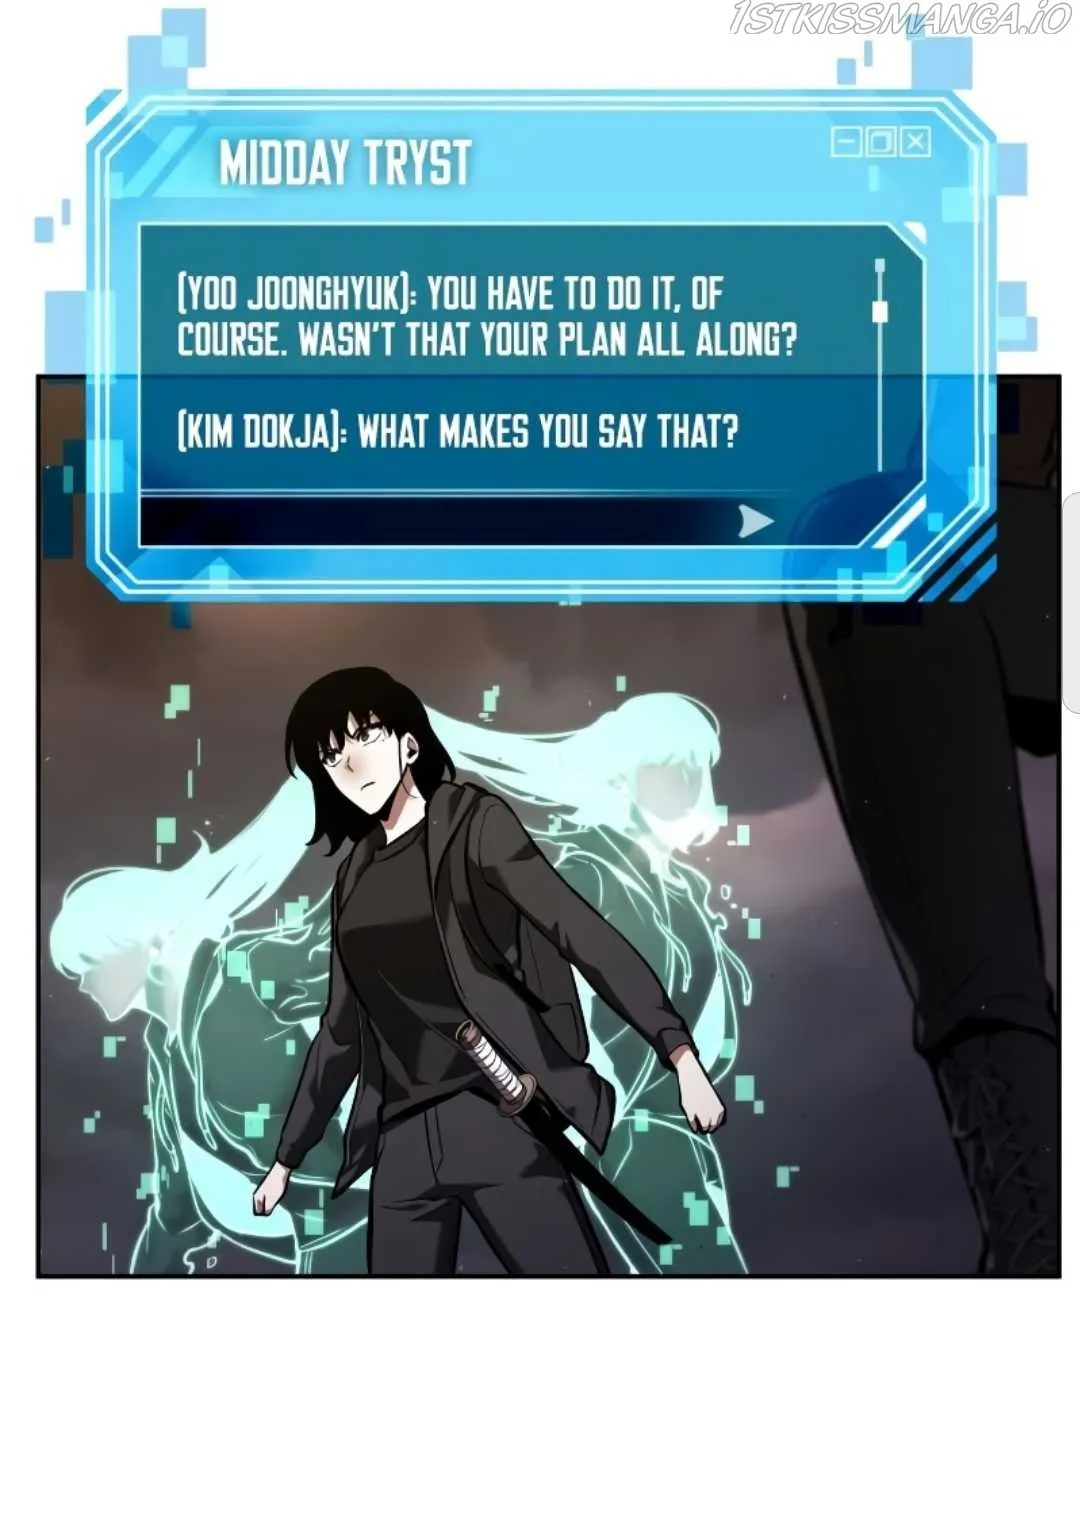 1STKISSMANGA.IO
MIDDAY TRYST
[YOO JOONGHYUK]: YOU HAVE TO DO IT, OF
COURSE. WASN'T THAT YOUR PLAN ALL ALONG?
[KIM DOKJA]: WHAT MAKES YOU SAY THAT?